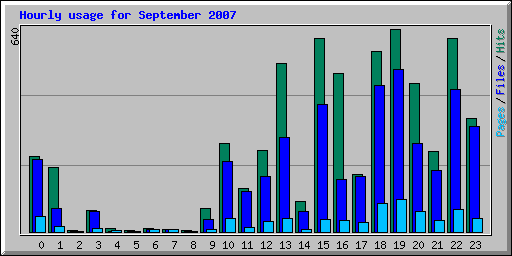 Hourly usage for September 2007
640
Pages/Files/Hits
0 1 2 3 4 5 6 7 8 9 10 11 12 13 14 15 16 17 18 19 20 21 22 23